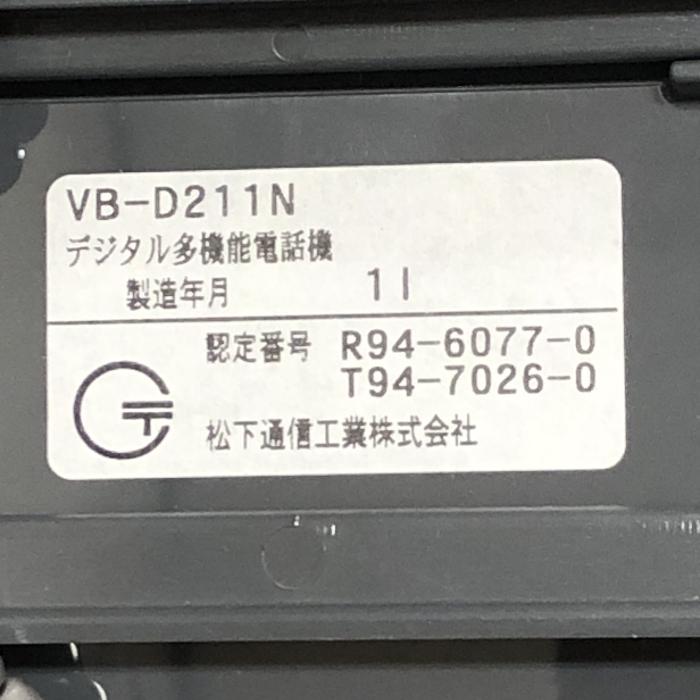 VB-D211N
デジタル多機能電話機
製造年月 11
認定番号 R94-6077-0
T94-7026-0
松下通信工業株式会社